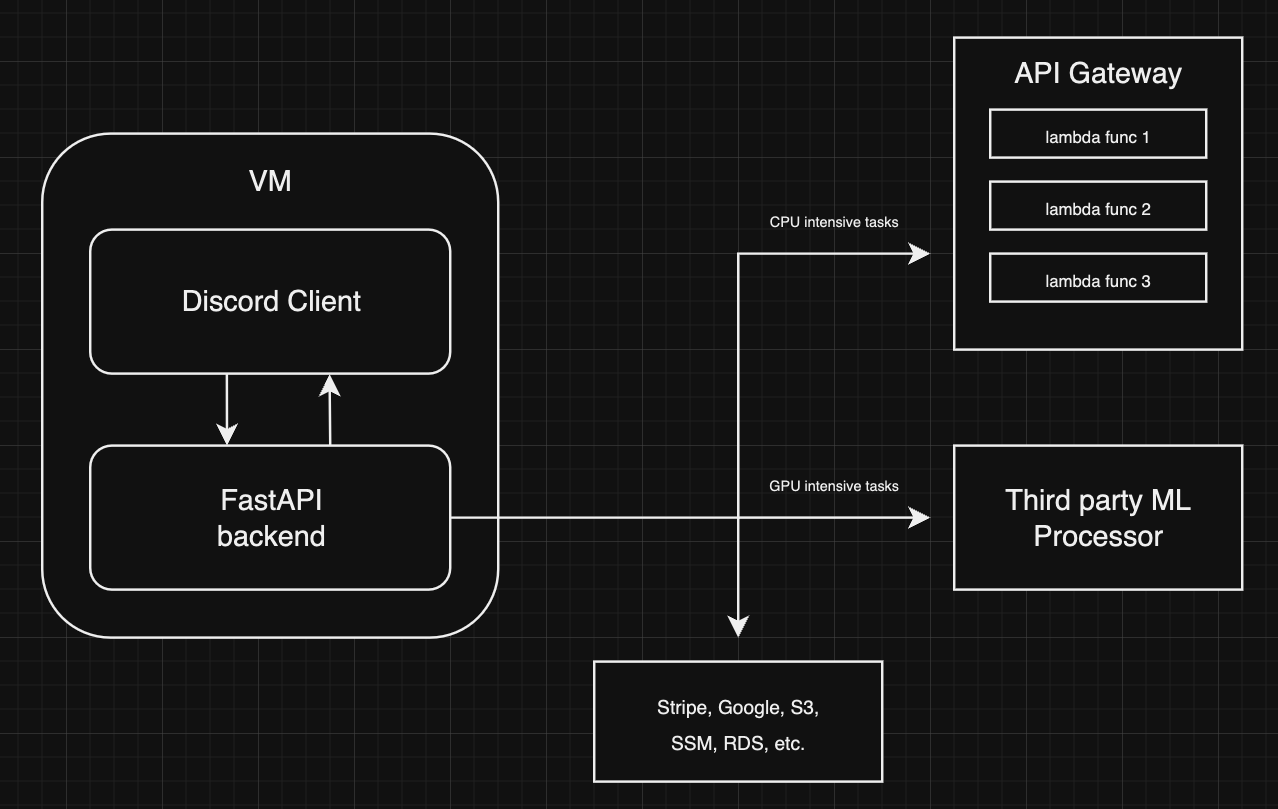 API Gateway
lambda func 1
VM
lambda func 2
CPU intensive tasks
lambda func 3
Discord Client
GPU intensive tasks
FastAPI
backend
Third party ML
Processor
Stripe, Google, S3,
SSM, RDS, etc.